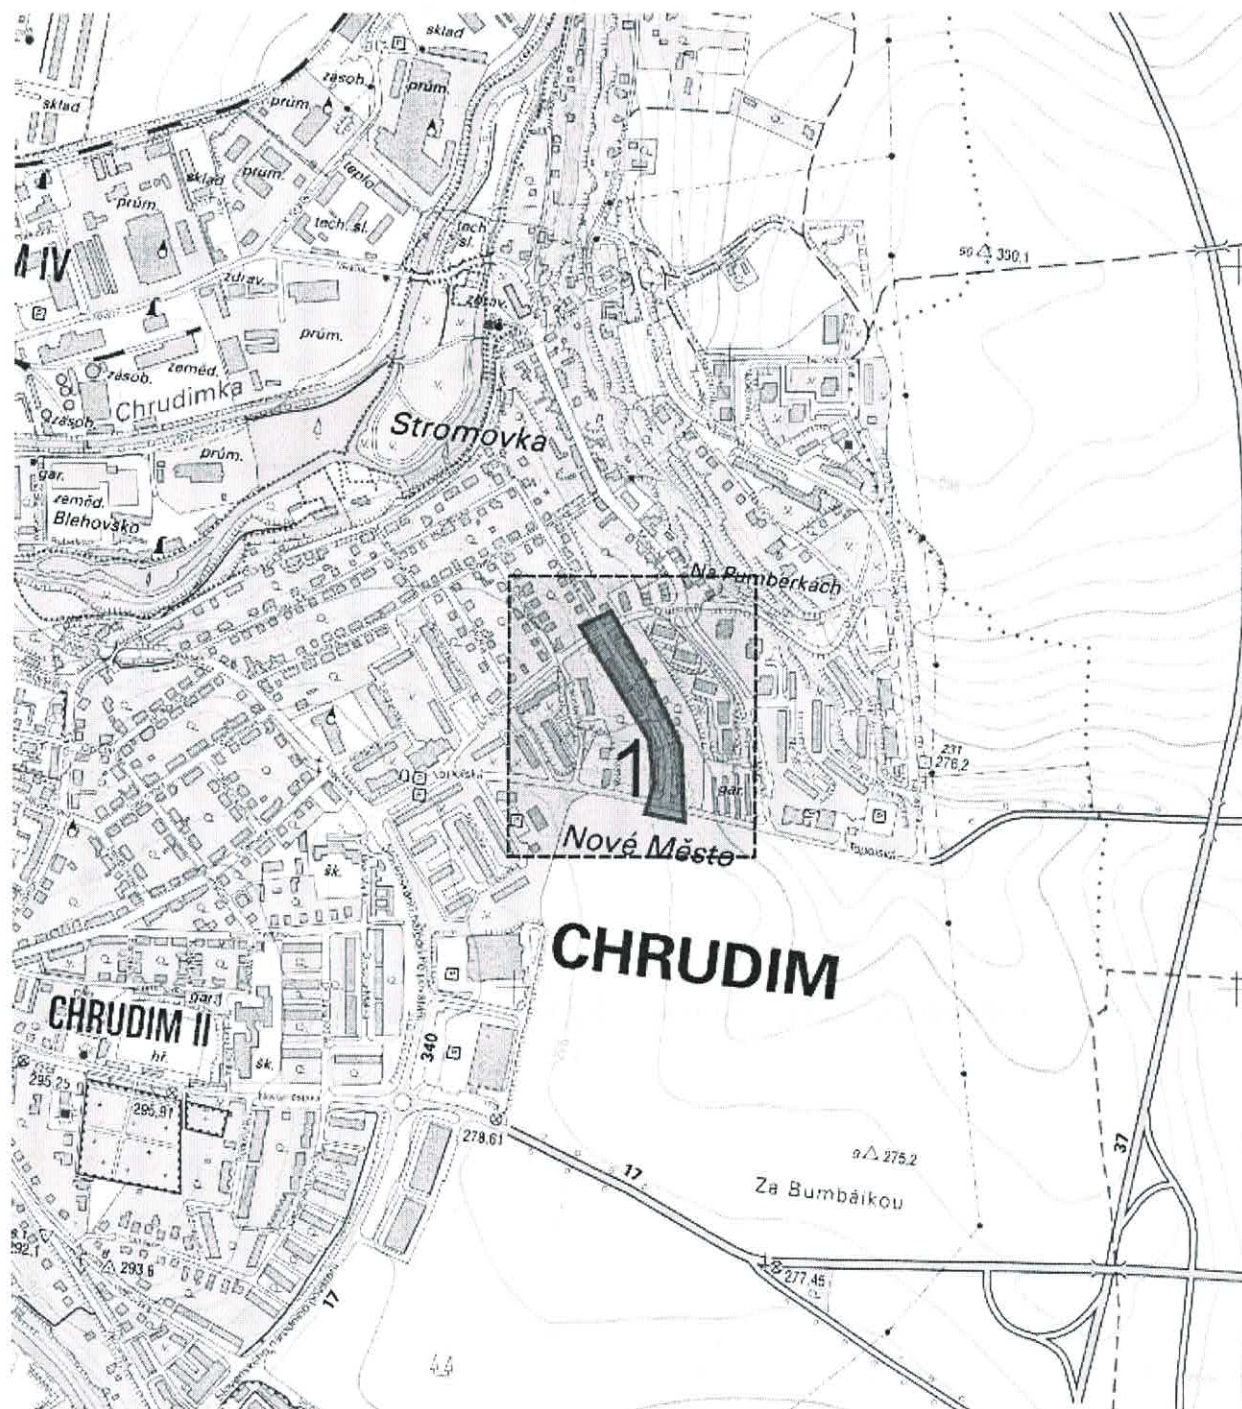 sklad
zásob.
prům.
sklad
prům.
sklad
prům.
teplo
prům.
tech. sl.
tech.
sl.
M IV
zdrav.
zdrav.
prům.
zásob.
zeměd.
Chrudimka
zásob.
prům.
Stromovka
gar.
zeměd.
Blehovsko
Na Pumberkách
231
276,2
1
gar.
Nové Město
šk.
CHRUDIM
gar.
CHRUDIM II
hř.
šk.
340
295,25
295,91
278,61
17
275,2
37
Za Bumbálkou
293,6
292,1
17
277,45
44